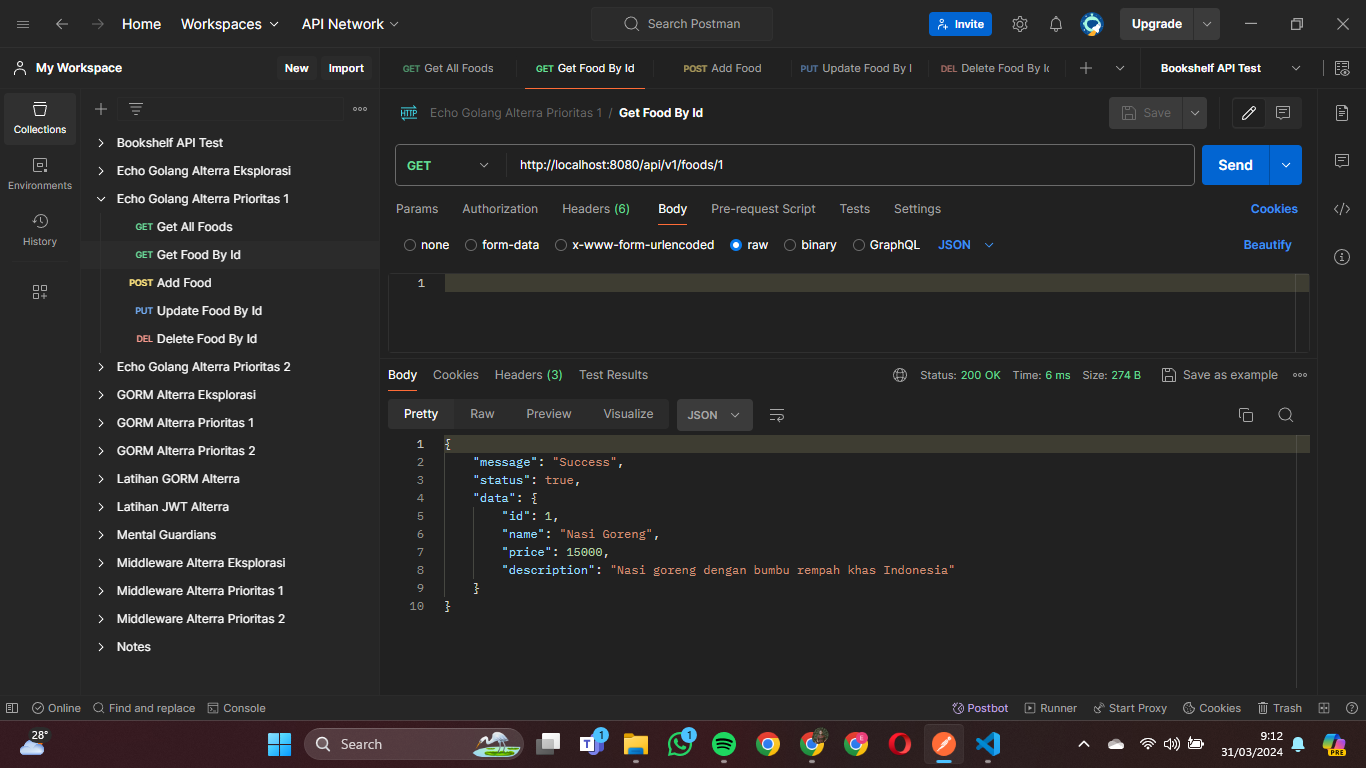 Home Workspaces API Network Search Postman Invite Upgrade
My Workspace New Import GET Get All Foods GET Get Food By Id POST Add Food PUT Update Food By I DEL Delete Food By Id Bookshelf API Test
Collections
Environments
History
Bookshelf API Test
Echo Golang Alterra Eksplorasi
Echo Golang Alterra Prioritas 1
GET Get All Foods
GET Get Food By Id
POST Add Food
PUT Update Food By Id
DEL Delete Food By Id
Echo Golang Alterra Prioritas 2
GORM Alterra Eksplorasi
GORM Alterra Prioritas 1
GORM Alterra Prioritas 2
Latihan GORM Alterra
Latihan JWT Alterra
Mental Guardians
Middleware Alterra Eksplorasi
Middleware Alterra Prioritas 1
Middleware Alterra Prioritas 2
Notes
HTTP Echo Golang Alterra Prioritas 1 / Get Food By Id Save
GET http://localhost:8080/api/v1/foods/1 Send
Params Authorization Headers (6) Body Pre-request Script Tests Settings Cookies
none form-data x-www-form-urlencoded raw binary GraphQL JSON Beautify
1
Body Cookies Headers (3) Test Results Status: 200 OK Time: 6 ms Size: 274 B Save as example
Pretty Raw Preview Visualize JSON
1 {
2 "message": "Success",
3 "status": true,
4 "data": {
5 "id": 1,
6 "name": "Nasi Goreng",
7 "price": 15000,
8 "description": "Nasi goreng dengan bumbu rempah khas Indonesia"
9 }
10 }
Online Find and replace Console Postbot Runner Start Proxy Cookies Trash
28° Search 1 1 9:12
31/03/2024
PRE